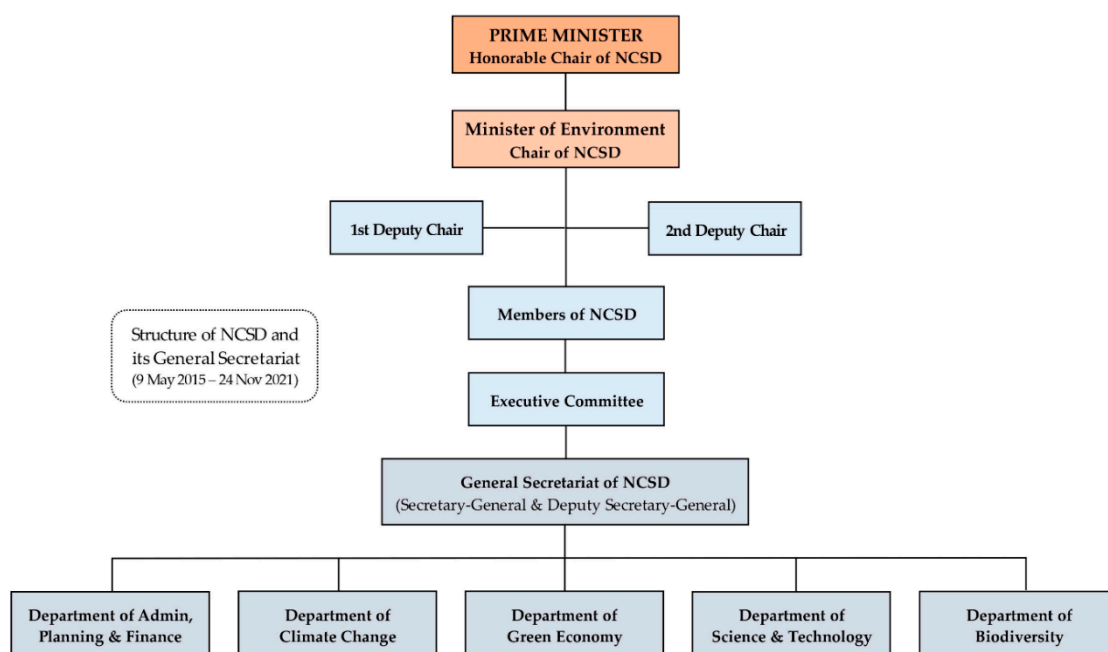 PRIME MINISTER
Honorable Chair of NCSD
Minister of Environment
Chair of NCSD
1st Deputy Chair
2nd Deputy Chair
Members of NCSD
Structure of NCSD and
its General Secretariat
(9 May 2015 – 24 Nov 2021)
Executive Committee
General Secretariat of NCSD
(Secretary-General & Deputy Secretary-General)
Department of Admin,
Planning & Finance
Department of
Climate Change
Department of
Green Economy
Department of
Science & Technology
Department of
Biodiversity